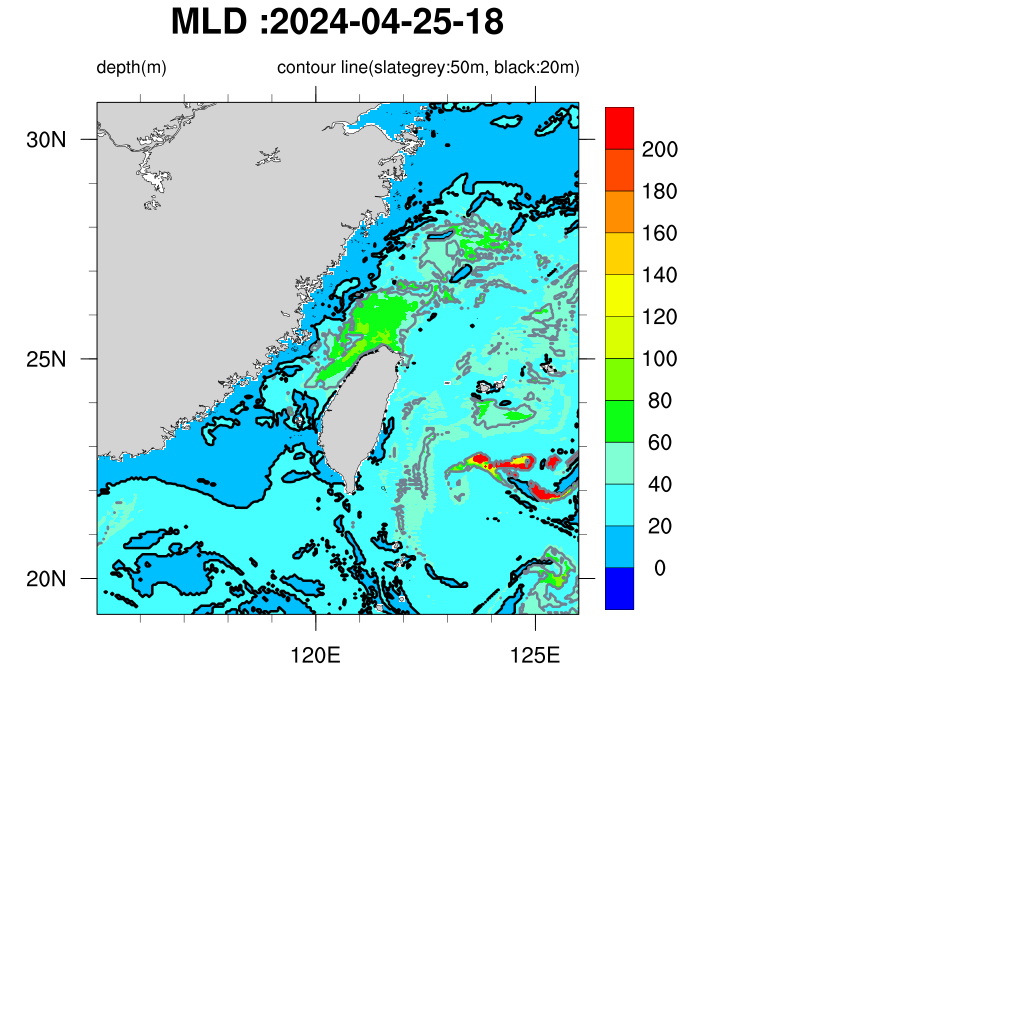 MLD :2024-04-25-18
depth(m)
contour line(slategrey:50m, black:20m)
30N
25N
20N
120E
125E
200
180
160
140
120
100
80
60
40
20
0